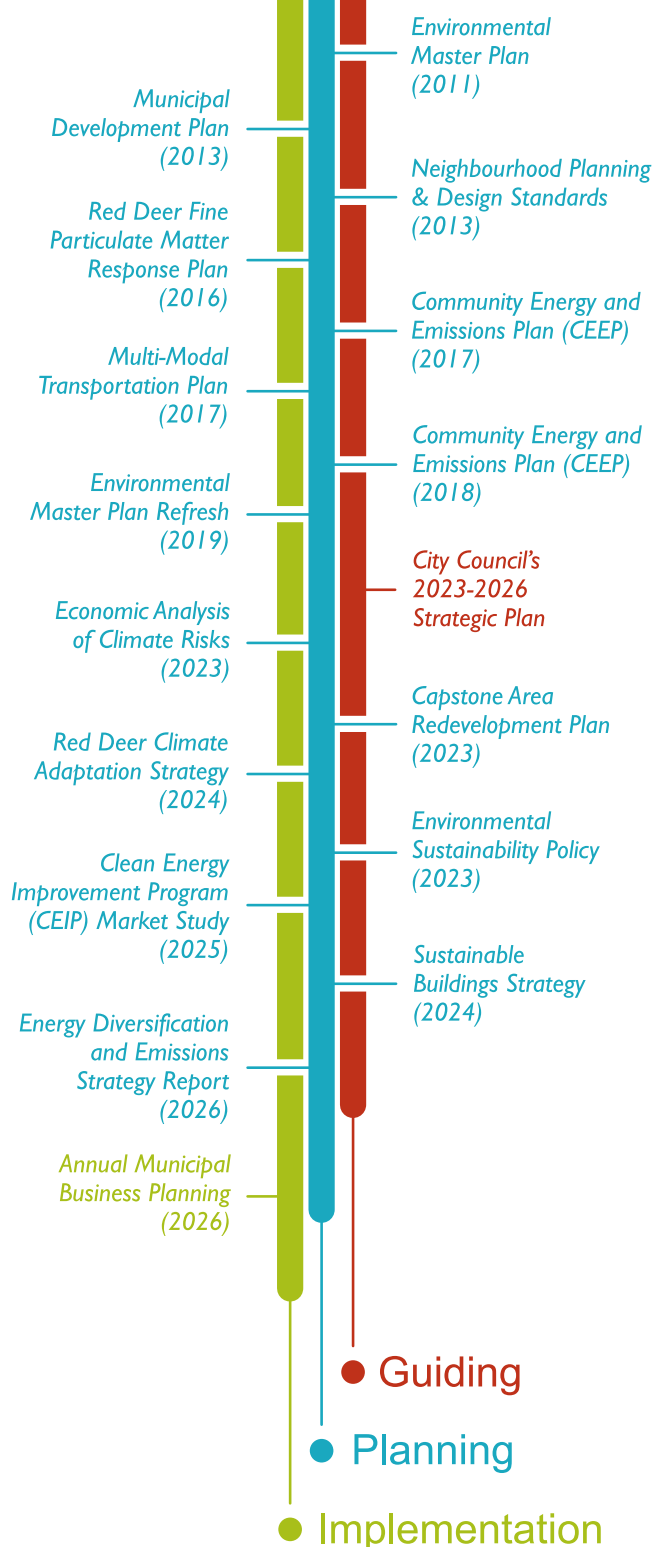 Environmental
Master Plan
(2011)
Municipal
Development Plan
(2013)
Neighbourhood Planning
& Design Standards
(2013)
Red Deer Fine
Particulate Matter
Response Plan
(2016)
Community Energy and
Emissions Plan (CEEP)
(2017)
Multi-Modal
Transportation Plan
(2017)
Community Energy and
Emissions Plan (CEEP)
(2018)
Environmental
Master Plan Refresh
(2019)
City Council’s
2023-2026
Strategic Plan
Economic Analysis
of Climate Risks
(2023)
Capstone Area
Redevelopment Plan
(2023)
Red Deer Climate
Adaptation Strategy
(2024)
Environmental
Sustainability Policy
(2023)
Clean Energy
Improvement Program
(CEIP) Market Study
(2025)
Sustainable
Buildings Strategy
(2024)
Energy Diversification
and Emissions
Strategy Report
(2026)
Annual Municipal
Business Planning
(2026)
Guiding
Planning
Implementation